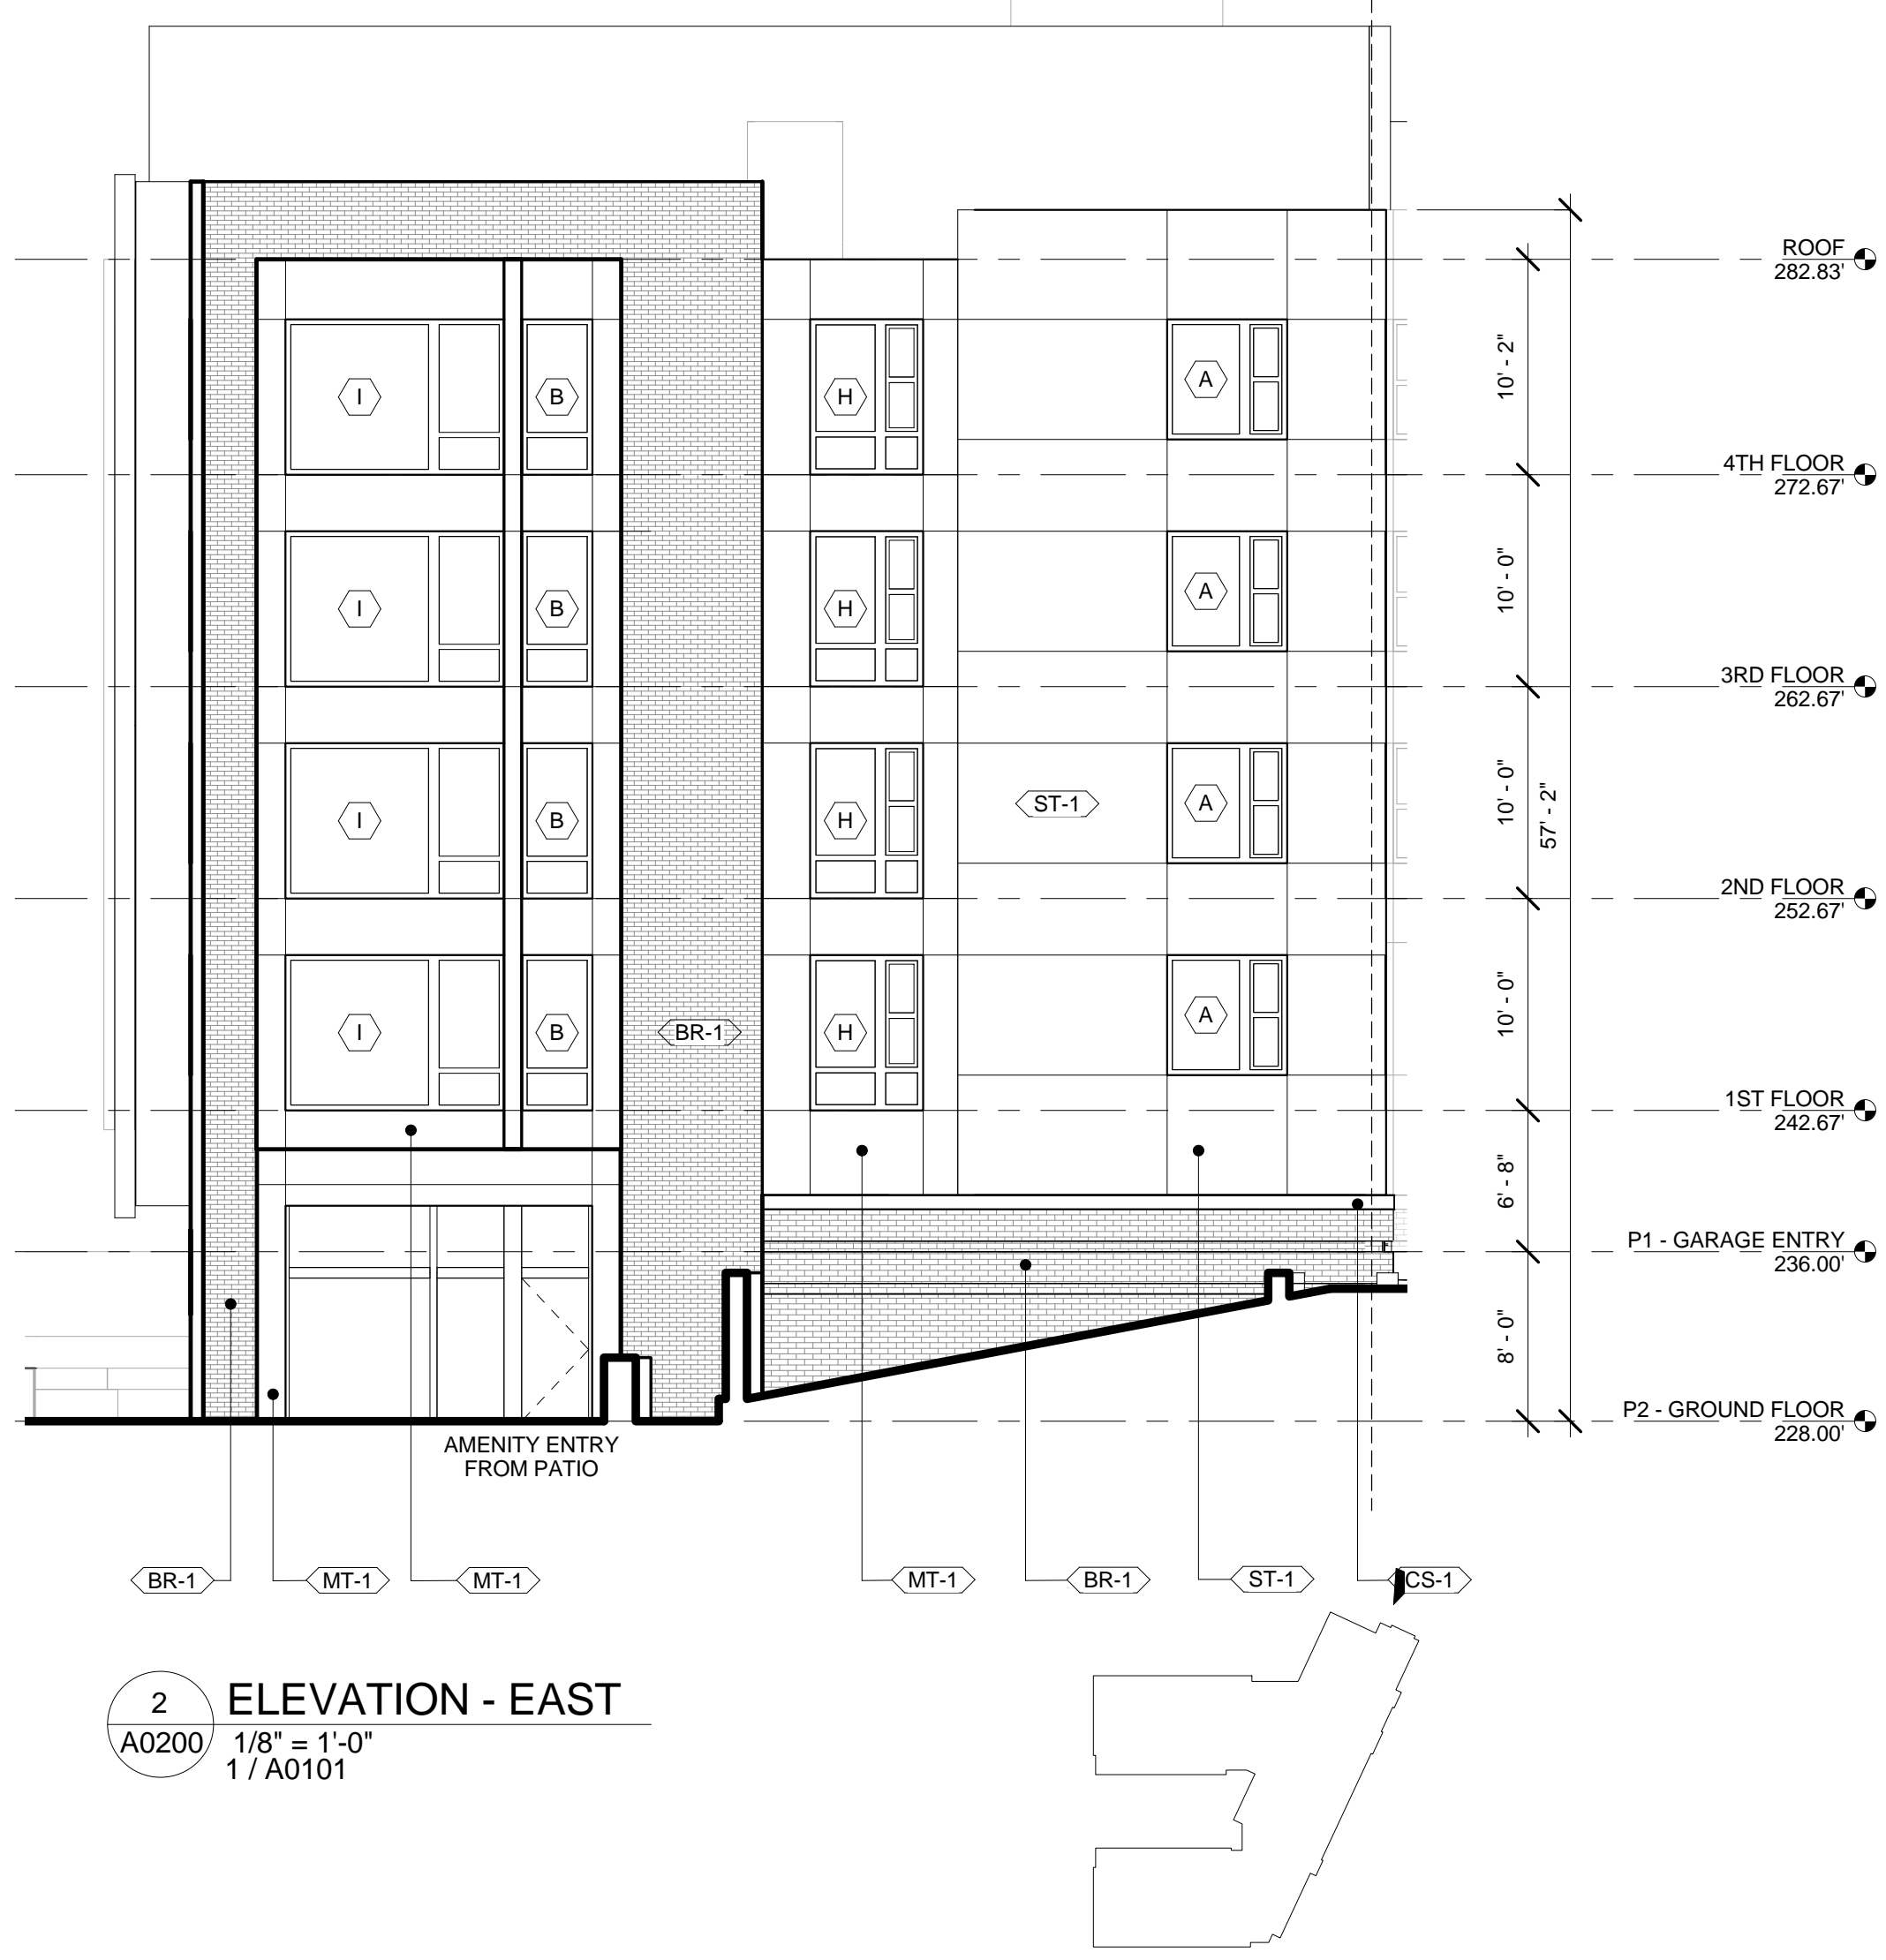 ROOF
282.83'
10' - 2"
I
B
H
A
4TH FLOOR
272.67'
10' - 0"
I
B
H
A
3RD FLOOR
262.67'
10' - 0"
57' - 2"
I
B
H
ST-1
A
2ND FLOOR
252.67'
10' - 0"
I
B
BR-1
H
A
1ST FLOOR
242.67'
6' - 8"
P1 - GARAGE ENTRY
236.00'
8' - 0"
P2 - GROUND FLOOR
228.00'
AMENITY ENTRY
FROM PATIO
BR-1
MT-1
MT-1
MT-1
BR-1
ST-1
CS-1
2
A0200
ELEVATION - EAST
1/8" = 1'-0"
1 / A0101